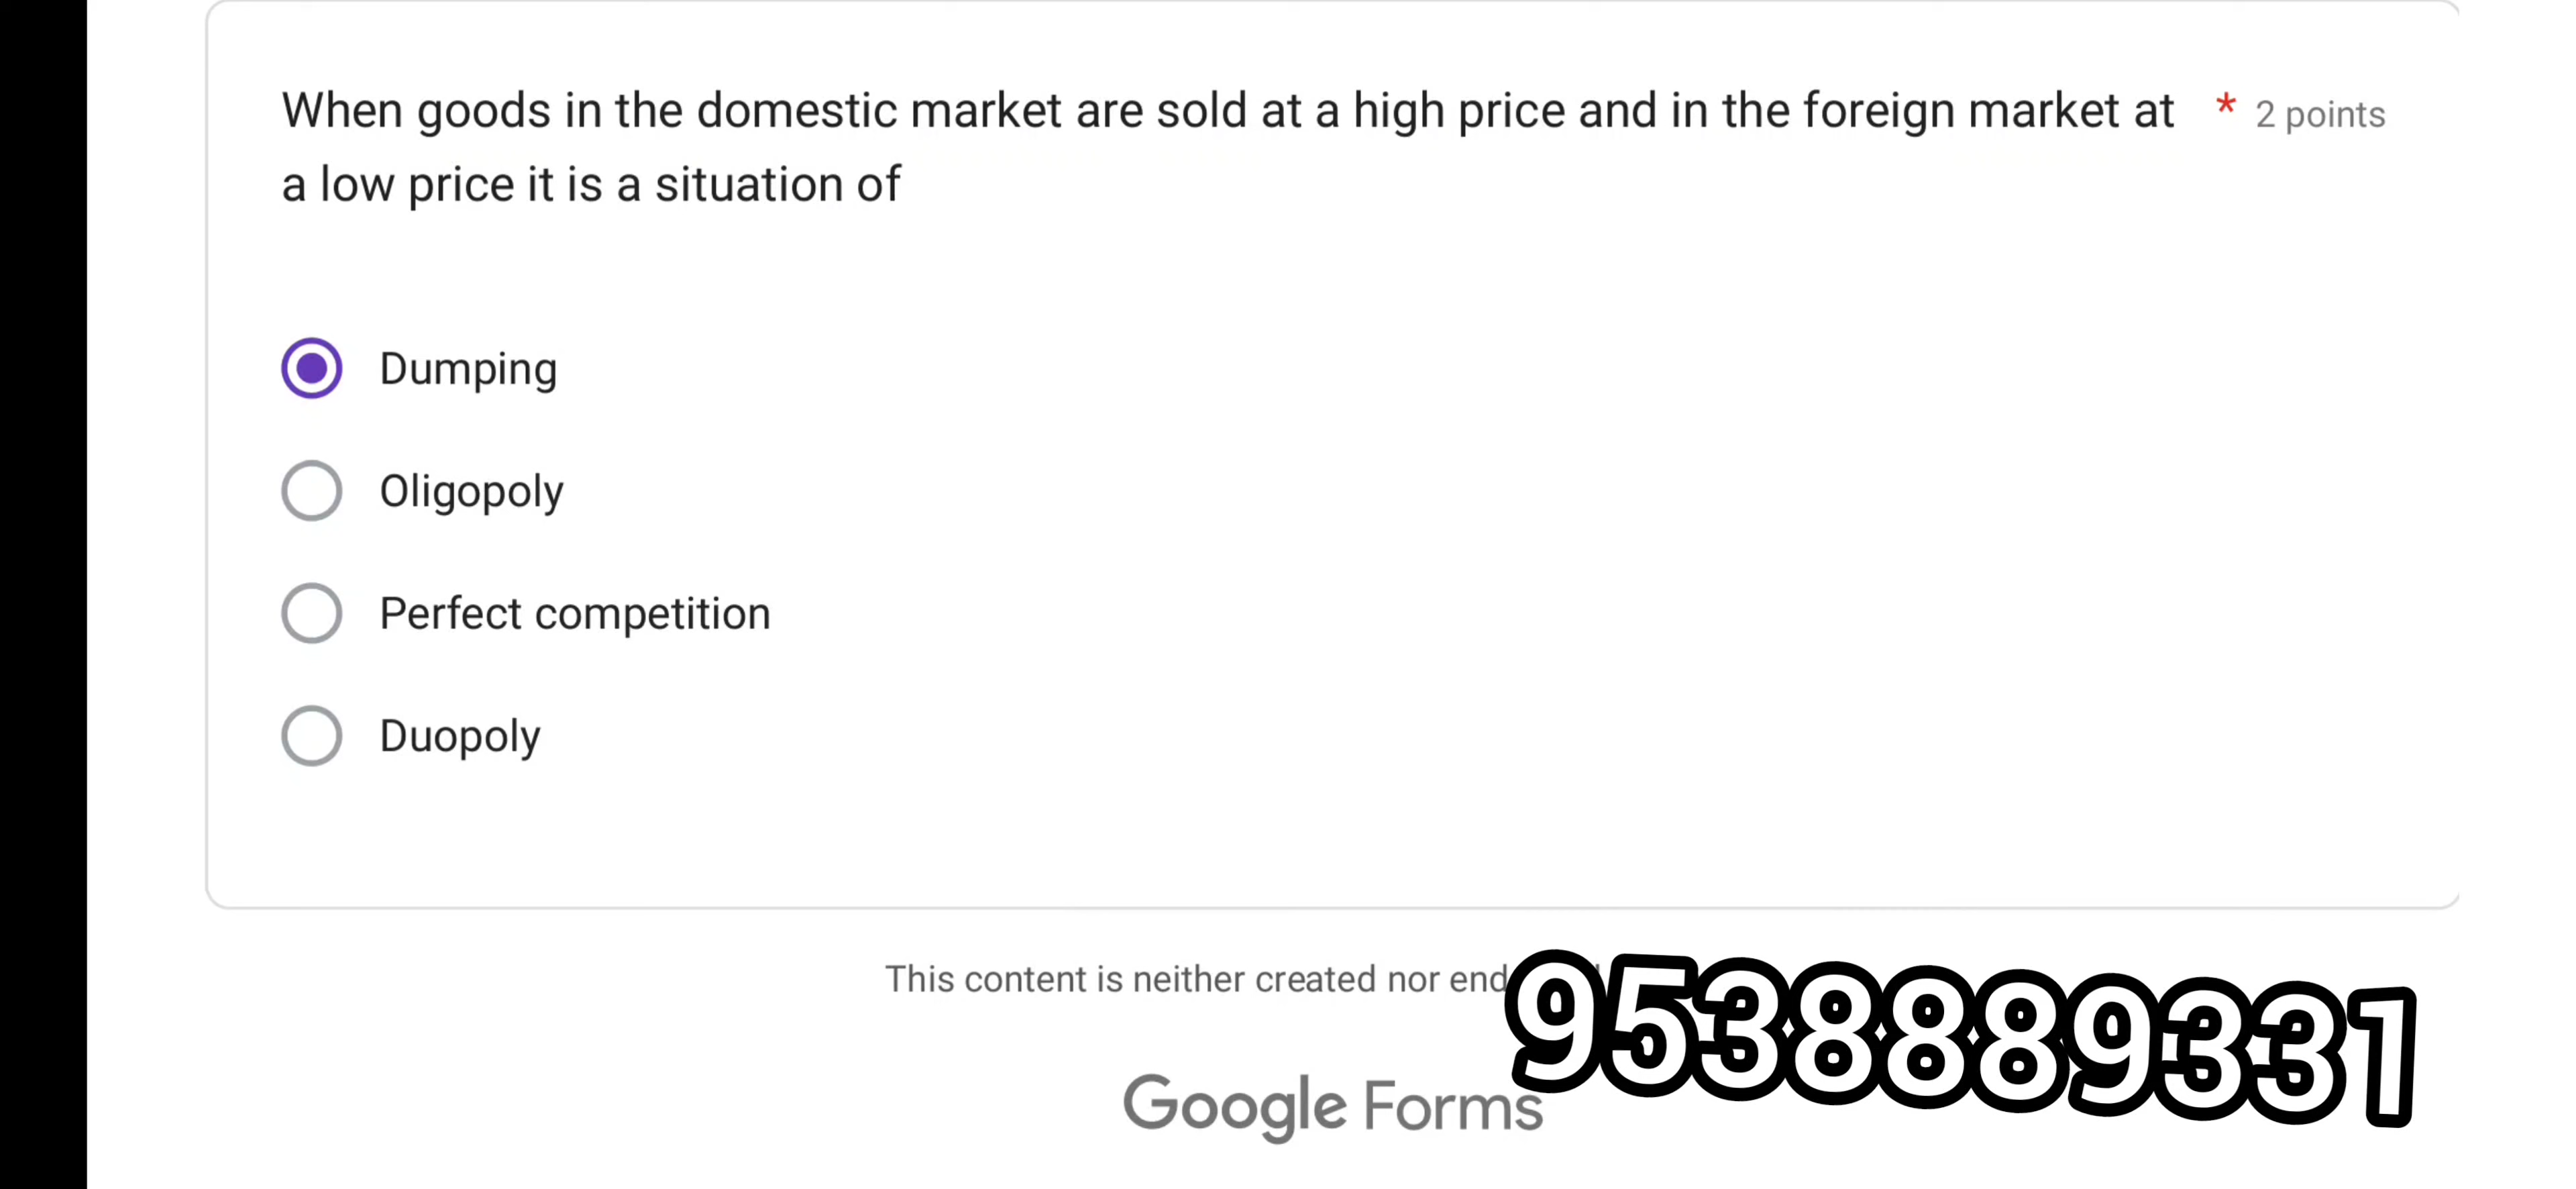 When goods in the domestic market are sold at a high price and in the foreign market at * 2 points
a low price it is a situation of
Dumping
Oligopoly
Perfect competition
Duopoly
This content is neither created nor
9538889331
Google Forms